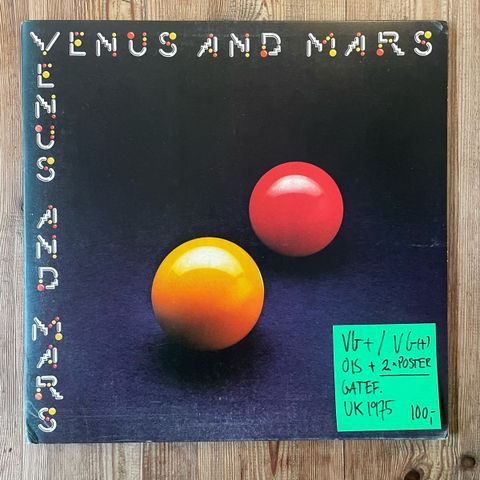 VENUS AND MARS
VENUS AND MARS
VG+ / VG(+)
OIS + 2×POSTER
GATEF.
UK 1975 100,-